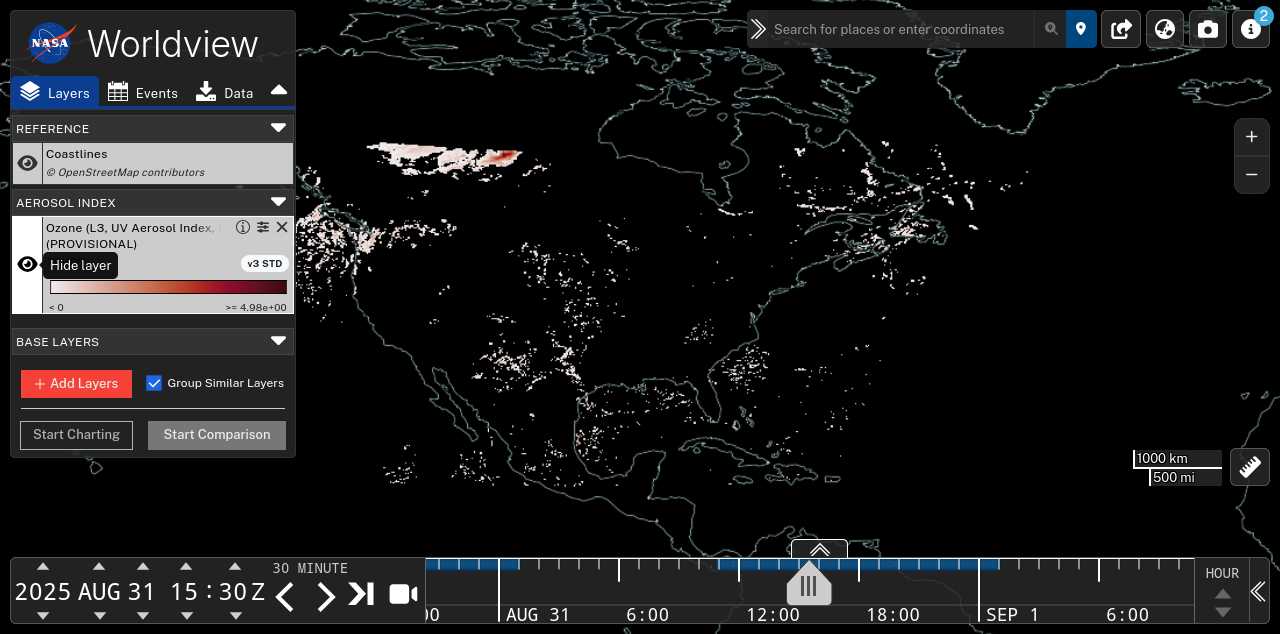 NASA
Worldview
Layers
Events
Data
REFERENCE
Coastlines
© OpenStreetMap contributors
AEROSOL INDEX
Ozone (L3, UV Aerosol Index,
(PROVISIONAL)
Hide layer
v3 STD
< 0
>= 4.98e+00
BASE LAYERS
+ Add Layers
Group Similar Layers
Start Charting
Start Comparison
Search for places or enter coordinates
2
+
−
1000 km
500 mi
2025 AUG 31 15 : 30 Z
30 MINUTE
00
AUG 31
6:00
12:00
18:00
SEP 1
6:00
HOUR